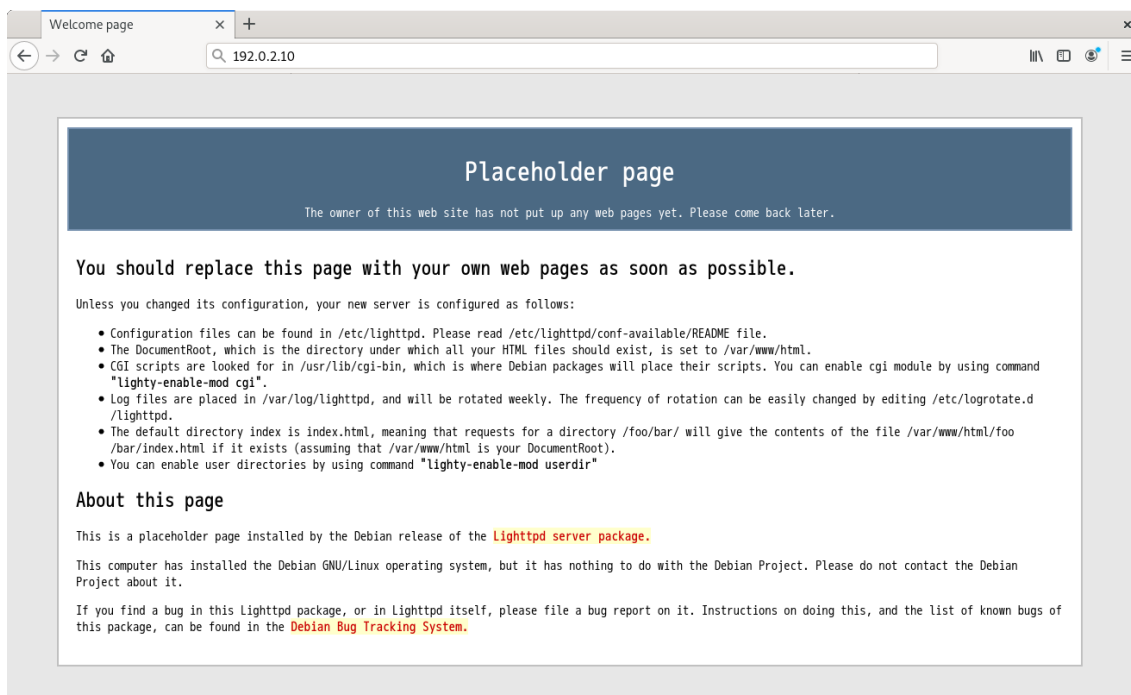 Welcome page
192.0.2.10
Placeholder page
The owner of this web site has not put up any web pages yet. Please come back later.
You should replace this page with your own web pages as soon as possible.
Unless you changed its configuration, your new server is configured as follows:
Configuration files can be found in /etc/lighttpd. Please read /etc/lighttpd/conf-available/README file.
The DocumentRoot, which is the directory under which all your HTML files should exist, is set to /var/www/html.
CGI scripts are looked for in /usr/lib/cgi-bin, which is where Debian packages will place their scripts. You can enable cgi module by using command
"lighty-enable-mod cgi".
Log files are placed in /var/log/lighttpd, and will be rotated weekly. The frequency of rotation can be easily changed by editing /etc/logrotate.d
/lighttpd.
The default directory index is index.html, meaning that requests for a directory /foo/bar/ will give the contents of the file /var/www/html/foo
/bar/index.html if it exists (assuming that /var/www/html is your DocumentRoot).
You can enable user directories by using command "lighty-enable-mod userdir"
About this page
This is a placeholder page installed by the Debian release of the Lighttpd server package.
This computer has installed the Debian GNU/Linux operating system, but it has nothing to do with the Debian Project. Please do not contact the Debian
Project about it.
If you find a bug in this Lighttpd package, or in Lighttpd itself, please file a bug report on it. Instructions on doing this, and the list of known bugs of
this package, can be found in the Debian Bug Tracking System.